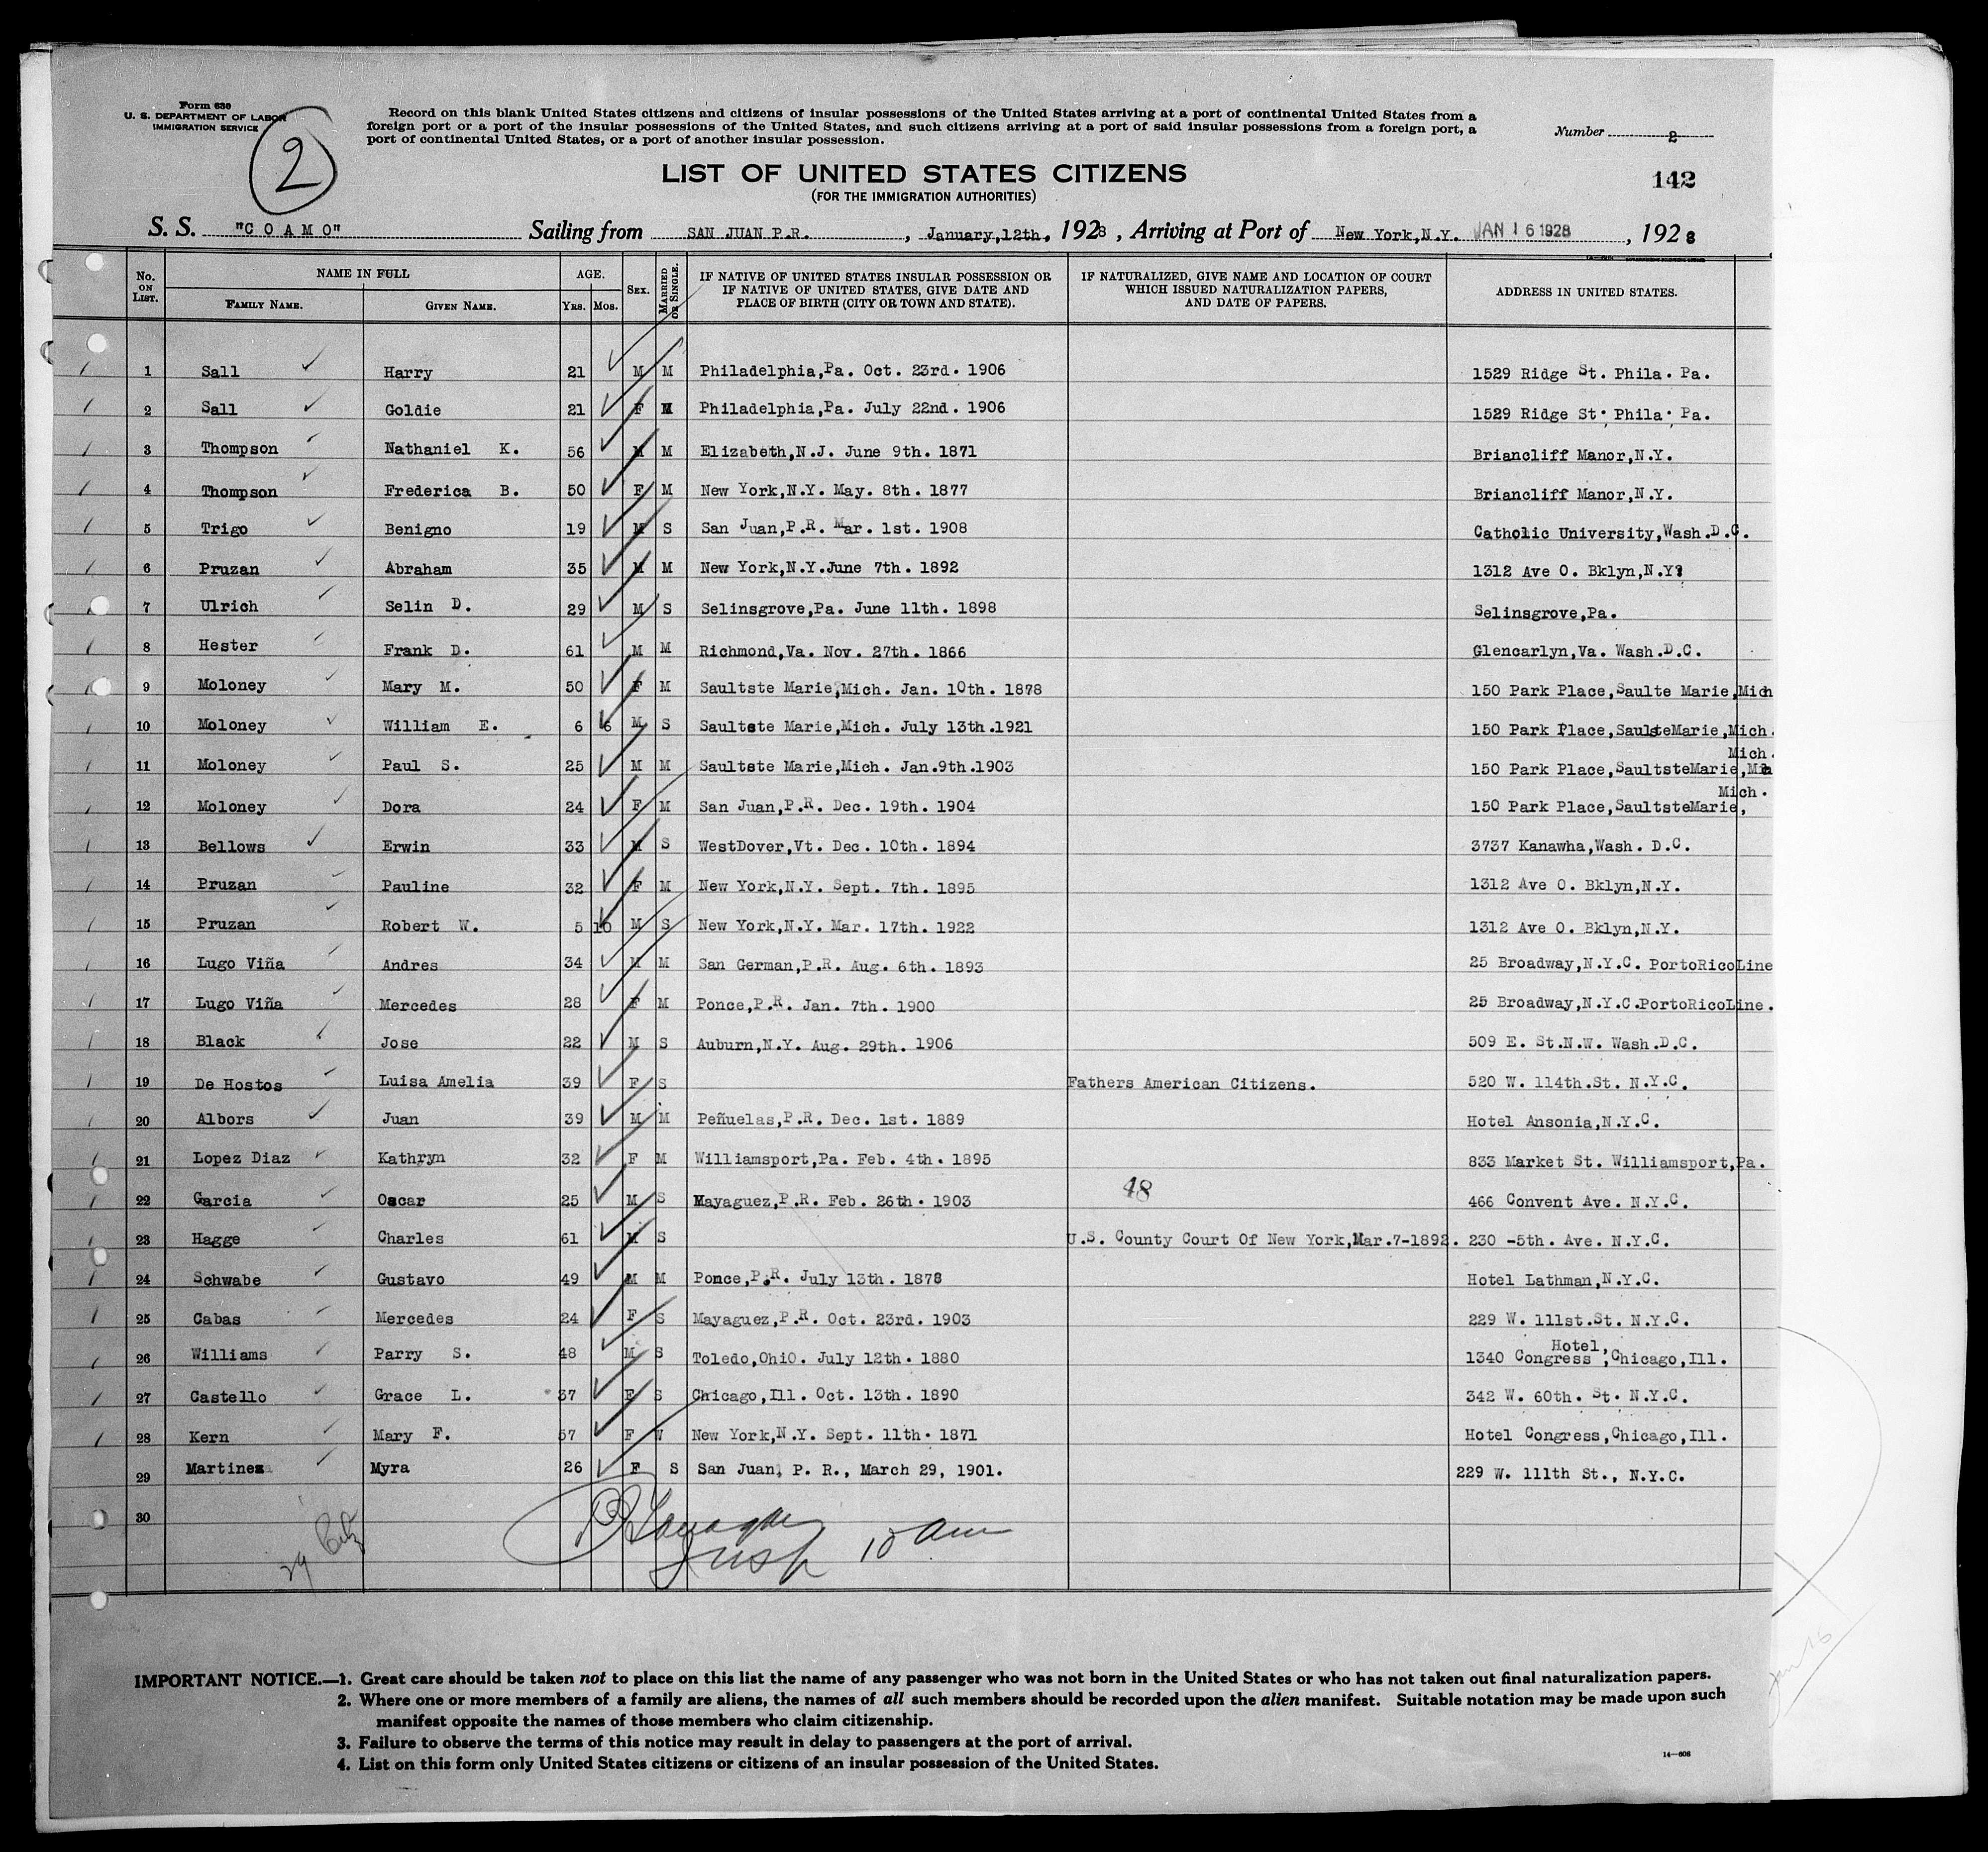 Form 630
U. S. DEPARTMENT OF LABOR
IMMIGRATION SERVICE
2
Record on this blank United States citizens and citizens of insular possessions of the United States arriving at a port of continental United States from a
foreign port or a port of the insular possessions of the United States, and such citizens arriving at a port of said insular possessions from a foreign port, a
port of continental United States, or a port of another insular possession.
Number 2
LIST OF UNITED STATES CITIZENS
(FOR THE IMMIGRATION AUTHORITIES)
142
S. S. "C O A M O" Sailing from SAN JUAN P.R. , January,12th, 1928 , Arriving at Port of New York,N.Y. JAN 16 1928 , 1928
No. ON LIST. NAME IN FULL FAMILY NAME. GIVEN NAME. AGE. YRS. MOS. SEX. MARRIED OR SINGLE. IF NATIVE OF UNITED STATES INSULAR POSSESSION OR IF NATIVE OF UNITED STATES, GIVE DATE AND PLACE OF BIRTH (CITY OR TOWN AND STATE). IF NATURALIZED, GIVE NAME AND LOCATION OF COURT WHICH ISSUED NATURALIZATION PAPERS, AND DATE OF PAPERS. ADDRESS IN UNITED STATES.
1 Sall Harry 21 M M Philadelphia,Pa. Oct. 23rd. 1906 1529 Ridge St. Phila. Pa.
2 Sall Goldie 21 F M Philadelphia,Pa. July 22nd. 1906 1529 Ridge St. Phila. Pa.
3 Thompson Nathaniel K. 56 M M Elizabeth,N.J. June 9th. 1871 Briancliff Manor,N.Y.
4 Thompson Frederica B. 50 F M New York,N.Y. May. 8th. 1877 Briancliff Manor,N.Y.
5 Trigo Benigno 19 M S San Juan,P.R. Mar. 1st. 1908 Catholic University,Wash.D.C.
6 Pruzan Abraham 35 M M New York,N.Y.June 7th. 1892 1312 Ave O. Bklyn,N.Y?
7 Ulrich Selin D. 29 M S Selinsgrove,Pa. June 11th. 1898 Selinsgrove,Pa.
8 Hester Frank D. 61 M M Richmond,Va. Nov. 27th. 1866 Glencarlyn,Va. Wash.D.C.
9 Moloney Mary M. 50 F M Saultste Marie,Mich. Jan. 10th. 1878 150 Park Place,Saulte Marie,Mich
10 Moloney William E. 6 6 M S Saultste Marie,Mich. July 13th.1921 150 Park Place,SaulsteMarie,Mich.
11 Moloney Paul S. 25 M M Saultste Marie,Mich. Jan.9th.1903 150 Park Place,SaultsteMarie, Mich.
12 Moloney Dora 24 F M San Juan,P.R. Dec. 19th. 1904 150 Park Place,SaultsteMarie, Mich.
13 Bellows Erwin 33 M S WestDover,Vt. Dec. 10th. 1894 3737 Kanawha,Wash. D.C.
14 Pruzan Pauline 32 F M New York,N.Y. Sept. 7th. 1895 1312 Ave O. Bklyn,N.Y.
15 Pruzan Robert W. 5 10 M S New York,N.Y. Mar. 17th. 1922 1312 Ave O. Bklyn,N.Y.
16 Lugo Viña Andres 34 M M San German,P.R. Aug. 6th. 1893 25 Broadway,N.Y.C. PortoRicoLine
17 Lugo Viña Mercedes 28 F M Ponce,P.R. Jan. 7th. 1900 25 Broadway,N.Y.C.PortoRicoLine.
18 Black Jose 22 M S Auburn,N.Y. Aug. 29th. 1906 509 E. St.N.W. Wash.D.C.
19 De Hostos Luisa Amelia 39 F S Fathers American Citizens. 520 W. 114th.St. N.Y.C.
20 Albors Juan 39 M M Peñuelas,P.R. Dec. 1st. 1889 Hotel Ansonia,N.Y.C.
21 Lopez Diaz Kathryn 32 F M Williamsport,Pa. Feb. 4th. 1895 833 Market St. Williamsport,Pa.
22 Garcia Oscar 25 M S Mayaguez,P.R. Feb. 26th. 1903 48 466 Convent Ave. N.Y.C.
23 Hagge Charles 61 M S U.S. County Court Of New York,Mar.7-1892. 230 -5th. Ave. N.Y.C.
24 Schwabe Gustavo 49 M M Ponce,P.R. July 13th. 1878 Hotel Lathman,N.Y.C.
25 Cabas Mercedes 24 F S Mayaguez,P.R. Oct. 23rd. 1903 229 W. 111st.St. N.Y.C.
26 Williams Parry S. 48 M S Toledo,Ohio. July 12th. 1880 1340 Congress Hotel, ,Chicago,Ill.
27 Castello Grace L. 37 F S Chicago,Ill. Oct. 13th. 1890 342 W. 60th. St. N.Y.C.
28 Kern Mary F. 57 F W New York,N.Y. Sept. 11th. 1871 Hotel Congress,Chicago,Ill.
29 Martinez Myra 26 F S San Juan, P. R., March 29, 1901. 229 W. 111th St., N.Y.C.
30
29 Citz
Insp 10 am
Jan 16
IMPORTANT NOTICE.—1. Great care should be taken not to place on this list the name of any passenger who was not born in the United States or who has not taken out final naturalization papers.
2. Where one or more members of a family are aliens, the names of all such members should be recorded upon the alien manifest. Suitable notation may be made upon such
manifest opposite the names of those members who claim citizenship.
3. Failure to observe the terms of this notice may result in delay to passengers at the port of arrival.
4. List on this form only United States citizens or citizens of an insular possession of the United States.
14—608